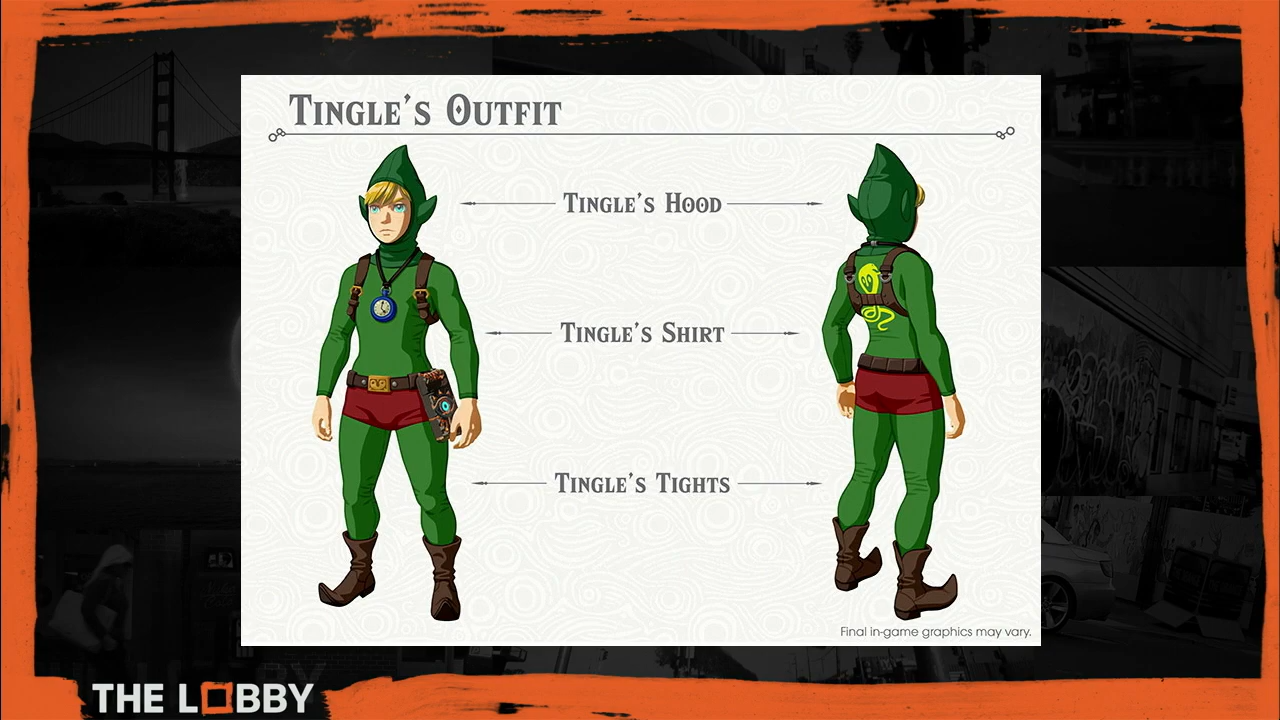 Tingle's Outfit
Tingle's Hood
Tingle's Shirt
Tingle's Tights
Final in-game graphics may vary.
THE LOBBY